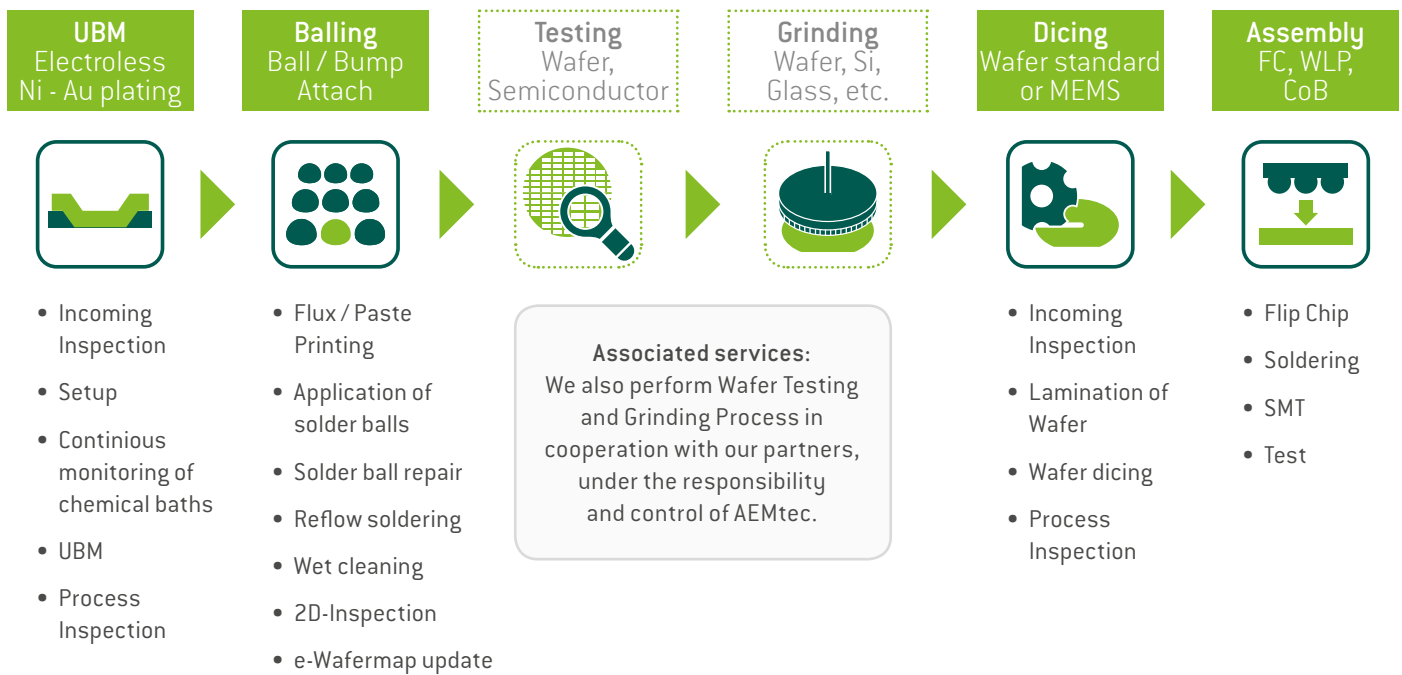 UBM
Electroless
Ni - Au plating
Balling
Ball / Bump
Attach
Testing
Wafer,
Semiconductor
Grinding
Wafer, Si,
Glass, etc.
Dicing
Wafer standard
or MEMS
Assembly
FC, WLP,
CoB
• Incoming
Inspection
• Setup
• Continious
monitoring of
chemical baths
• UBM
• Process
Inspection
• Flux / Paste
Printing
• Application of
solder balls
• Solder ball repair
• Reflow soldering
• Wet cleaning
• 2D-Inspection
• e-Wafermap update
Associated services:
We also perform Wafer Testing
and Grinding Process in
cooperation with our partners,
under the responsibility
and control of AEMtec.
• Incoming
Inspection
• Lamination of
Wafer
• Wafer dicing
• Process
Inspection
• Flip Chip
• Soldering
• SMT
• Test